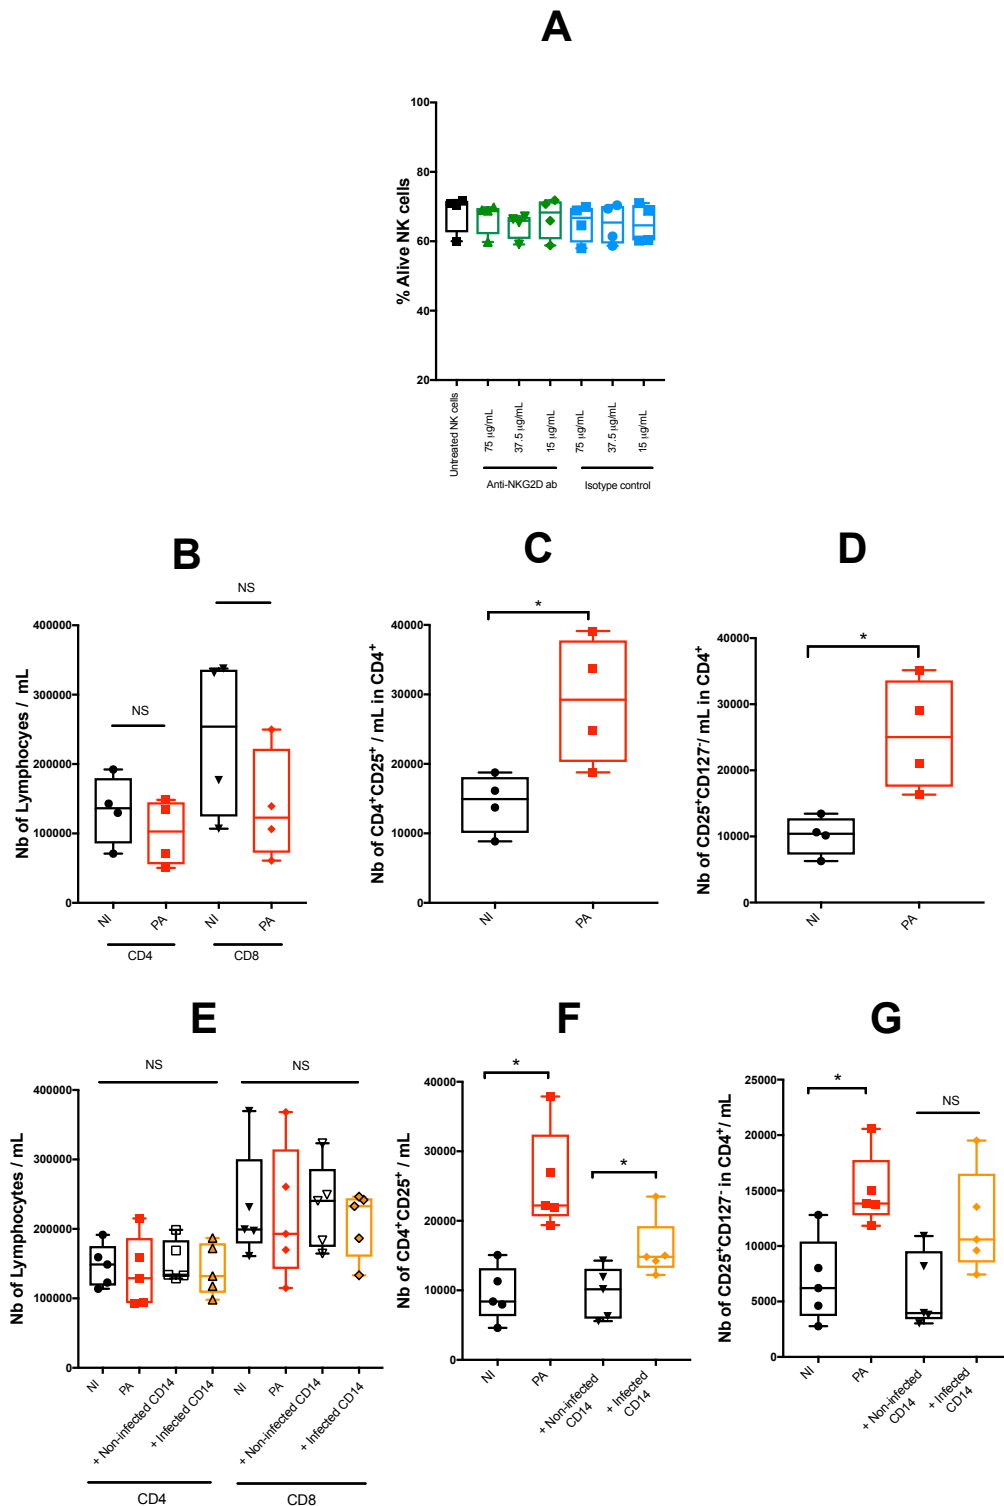 A
% Alive NK cells
100
80
60
40
20
Untreated NK cells
75 µg/mL
37.5 µg/mL
15 µg/mL
75 µg/mL
37.5 µg/mL
15 µg/mL
Anti-NKG2D ab
Isotype control
B
Nb of Lymphocyes / mL
400000
300000
200000
100000
0
NS
NS
NI
PA
NI
PA
CD4
CD8
C
Nb of CD4⁺CD25⁺ / mL in CD4⁺
40000
30000
20000
10000
0
*
NI
PA
D
Nb of CD25⁺CD127⁻/ mL in CD4⁺
40000
30000
20000
10000
0
*
NI
PA
E
Nb of Lymphocytes / mL
400000
300000
200000
100000
0
NS
NS
NI
PA
+ Non-infected CD14
+ Infected CD14
NI
PA
+ Non-infected CD14
+ Infected CD14
CD4
CD8
F
Nb of CD4⁺CD25⁺ / mL
40000
30000
20000
10000
0
*
*
NI
PA
+ Non-infected
CD14
+ Infected
CD14
G
Nb of CD25⁺CD127⁻ in CD4⁺/ mL
25000
20000
15000
10000
5000
0
*
NS
NI
PA
+ Non-infected
CD14
+ Infected
CD14